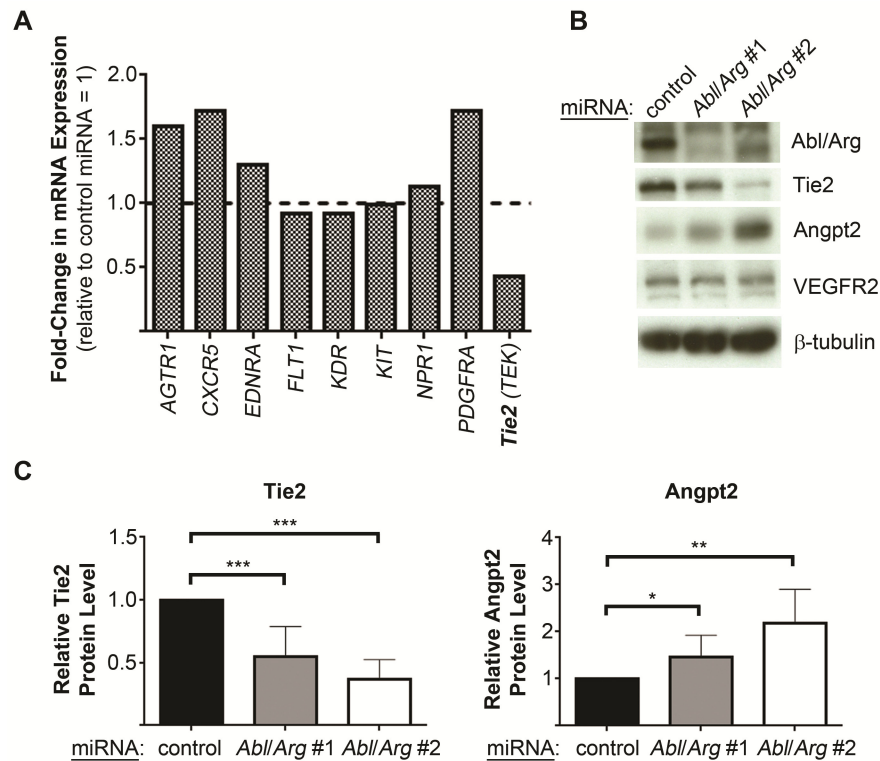 A
Fold-Change in mRNA Expression
(relative to control miRNA = 1)
2.0
1.5
1.0
0.5
AGTR1
CXCR5
EDNRA
FLT1
KDR
KIT
NPR1
PDGFRA
Tie2 (TEK)
B
miRNA:
control
Abl/Arg #1
Abl/Arg #2
Abl/Arg
Tie2
Angpt2
VEGFR2
β-tubulin
C
Tie2
Relative Tie2
Protein Level
1.5
1.0
0.5
***
***
miRNA: control Abl/Arg #1 Abl/Arg #2
Angpt2
Relative Angpt2
Protein Level
4
3
2
1
**
*
miRNA: control Abl/Arg #1 Abl/Arg #2